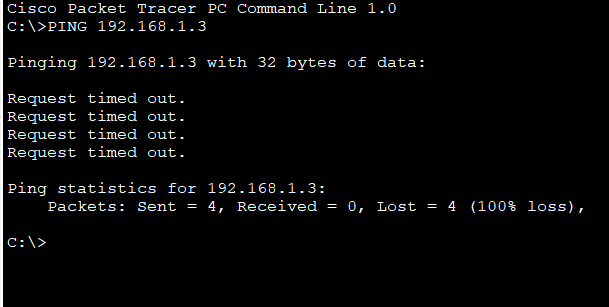 Cisco Packet Tracer PC Command Line 1.0
C:\>PING 192.168.1.3
Pinging 192.168.1.3 with 32 bytes of data:
Request timed out.
Request timed out.
Request timed out.
Request timed out.
Ping statistics for 192.168.1.3:
Packets: Sent = 4, Received = 0, Lost = 4 (100% loss),
C:\>